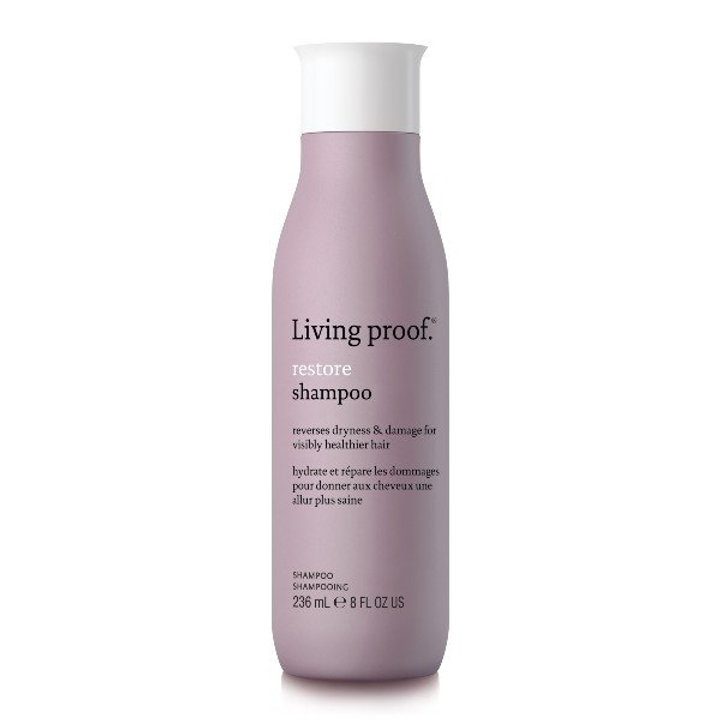 Living proof.®
restore
shampoo
reverses dryness & damage for
visibly healthier hair
hydrate et répare les dommages
pour donner aux cheveux une
allur plus saine
SHAMPOO
SHAMPOOING
236 mL ℮ 8 FL OZ US